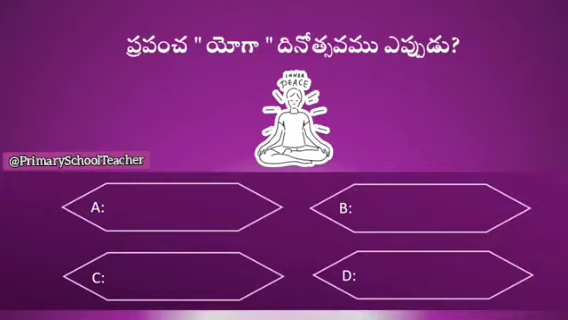 ప్రపంచ " యోగా " దినోత్సవము ఎప్పుడు?
INNER
PEACE
@PrimarySchoolTeacher
A:
B:
C:
D: